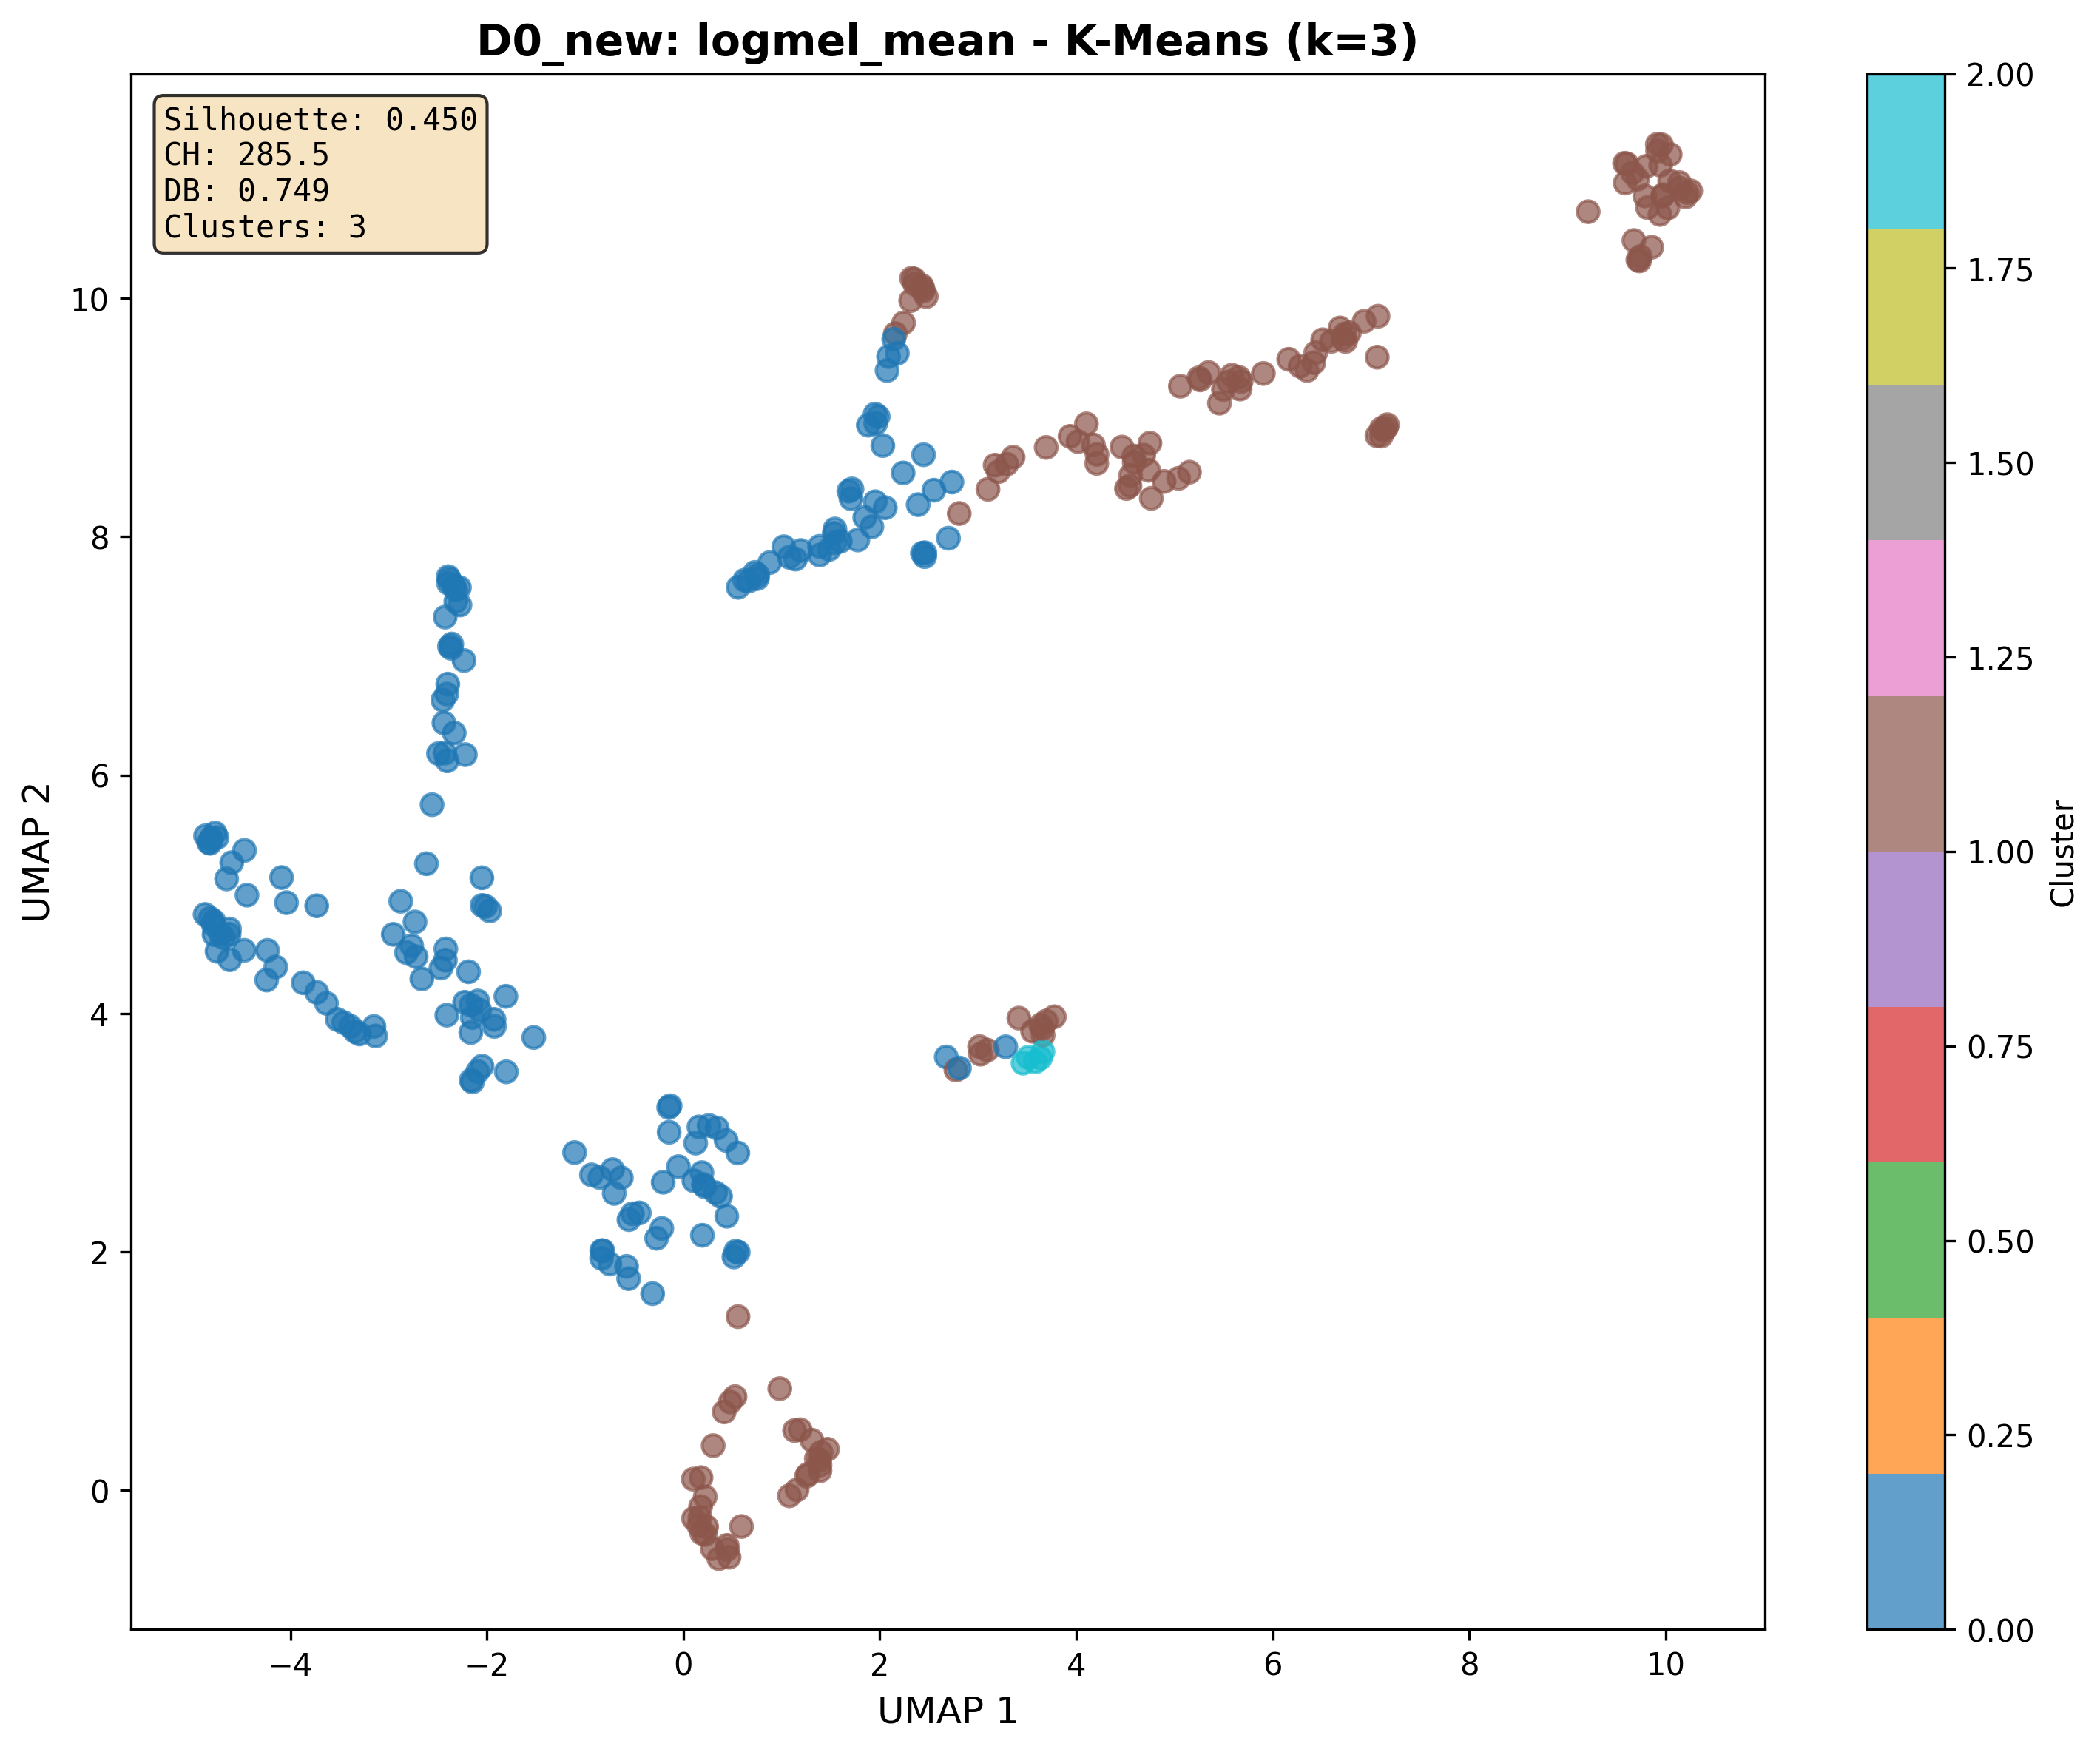 D0_new: logmel_mean - K-Means (k=3)
Silhouette: 0.450
CH: 285.5
DB: 0.749
Clusters: 3
10
8
6
4
2
0
UMAP 2
−4
−2
0
2
4
6
8
10
UMAP 1
2.00
1.75
1.50
1.25
1.00
0.75
0.50
0.25
0.00
Cluster